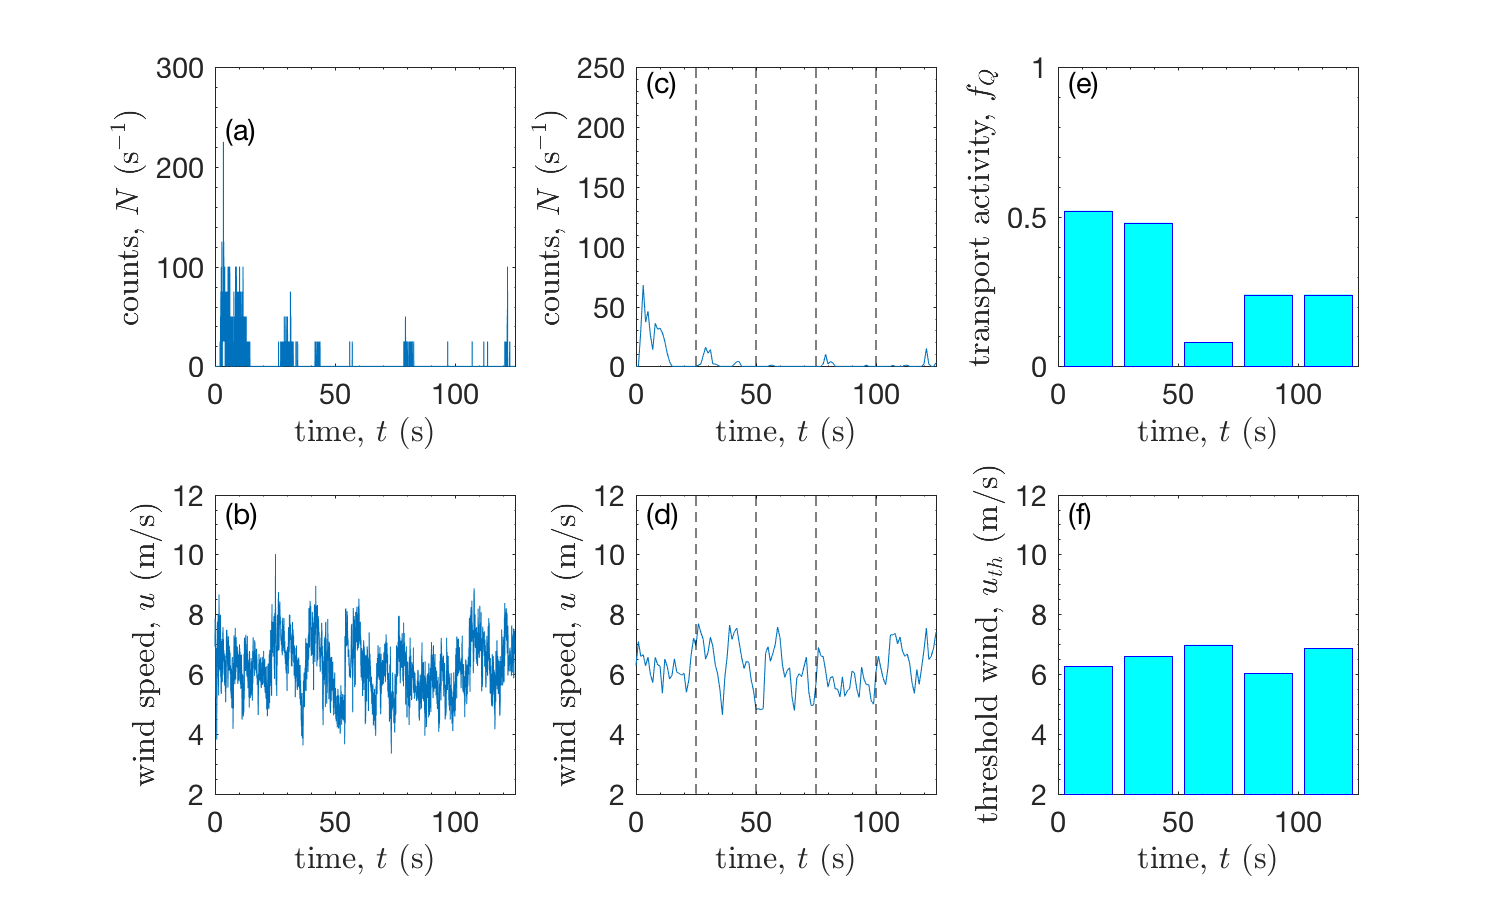 300
200
100
0
0
50
100
(a)
counts, N (s⁻¹)
time, t (s)
250
200
150
100
50
0
0
50
100
(c)
counts, N (s⁻¹)
time, t (s)
1
0.5
0
0
50
100
(e)
transport activity, f_Q
time, t (s)
12
10
8
6
4
2
0
50
100
(b)
wind speed, u (m/s)
time, t (s)
12
10
8
6
4
2
0
50
100
(d)
wind speed, u (m/s)
time, t (s)
12
10
8
6
4
2
0
50
100
(f)
threshold wind, u_th (m/s)
time, t (s)